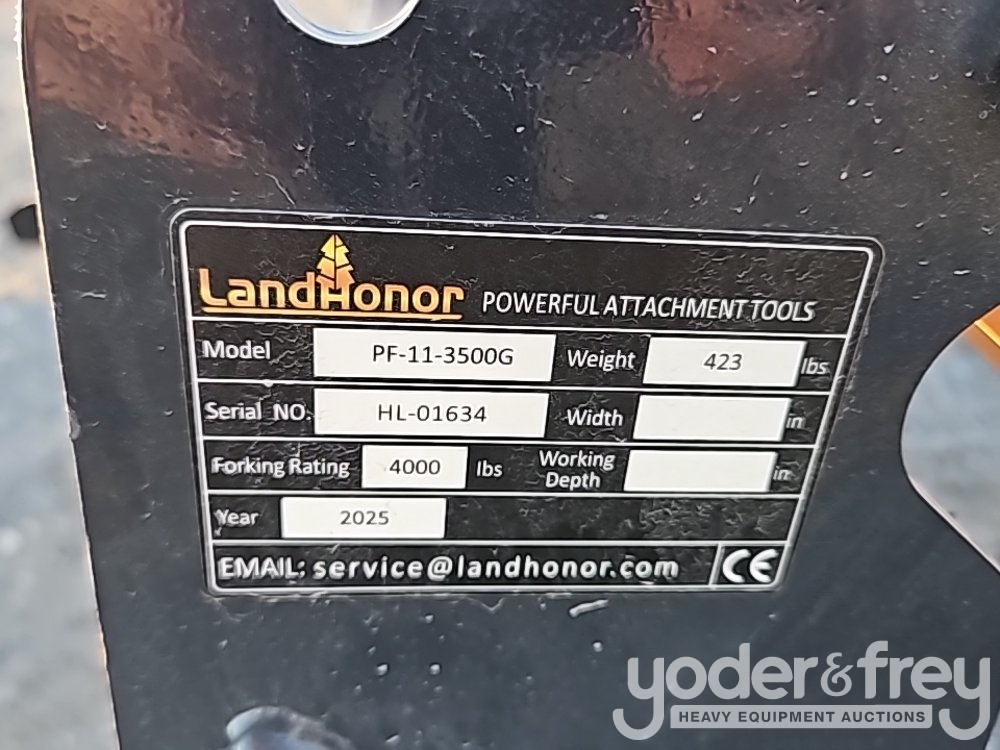 LandHonor POWERFUL ATTACHMENT TOOLS
Model PF-11-3500G Weight 423 lbs
Serial NO. HL-01634 Width in
Forking Rating 4000 lbs Working Depth in
Year 2025
EMAIL: service@landhonor.com CE
yoder&frey
HEAVY EQUIPMENT AUCTIONS